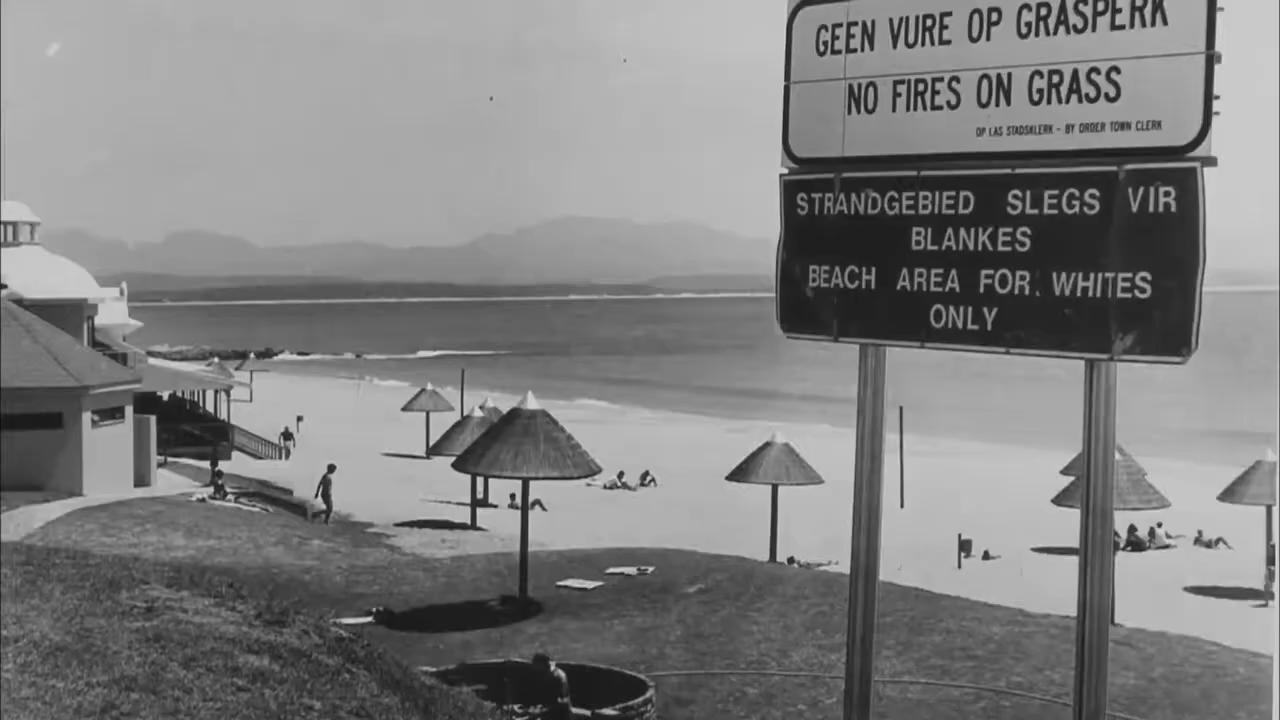 GEEN VURE OP GRASPERK
NO FIRES ON GRASS
OP LAS STADSKLERK - BY ORDER TOWN CLERK
STRANDGEBIED SLEGS VIR
BLANKES
BEACH AREA FOR WHITES
ONLY